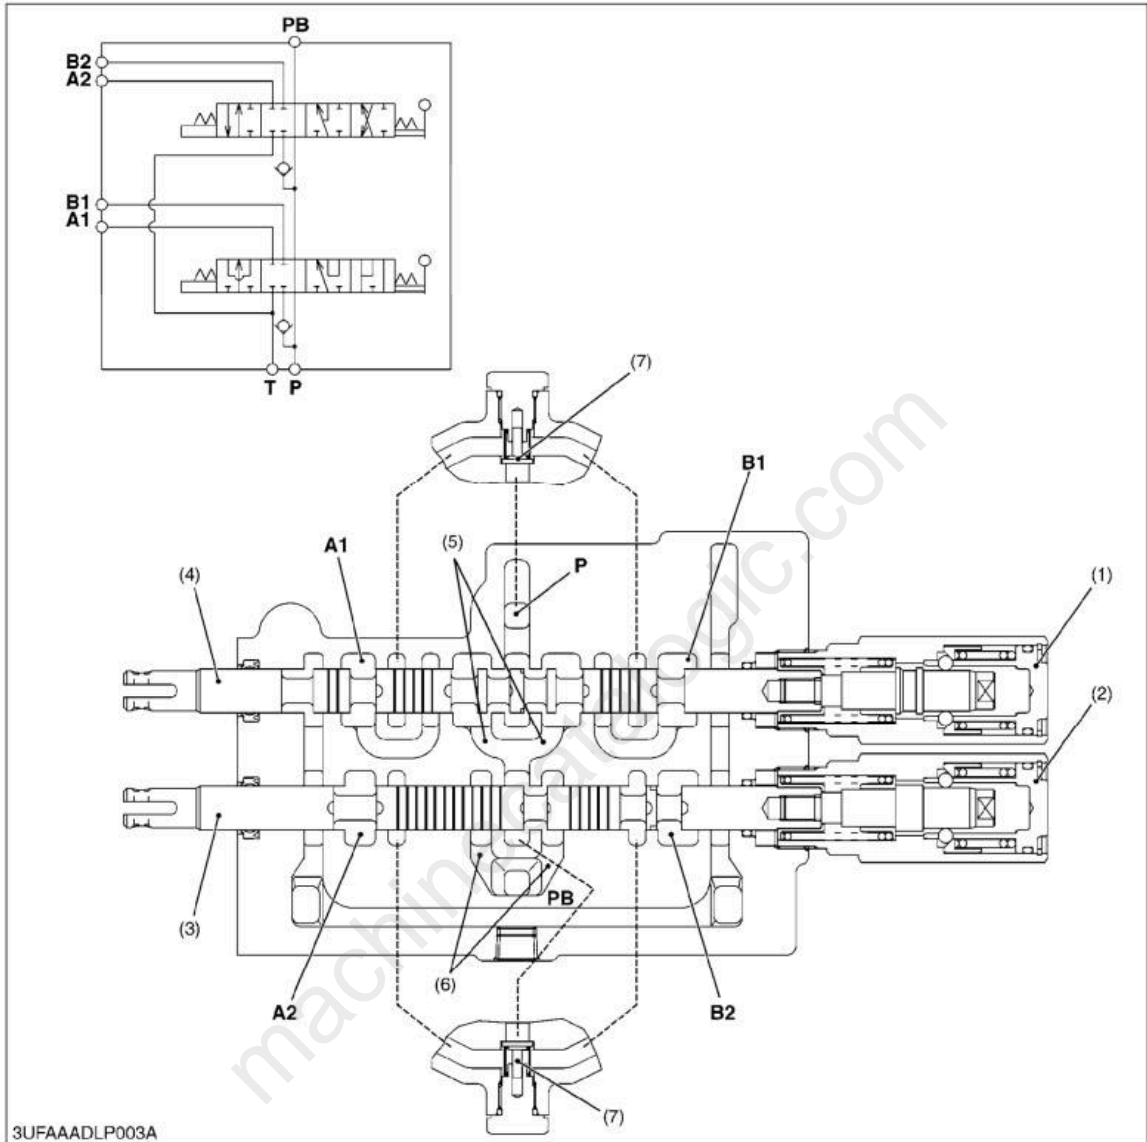 PB
B2
A2
B1
A1
T P
(7)
B1
A1
(5)
P
(4)
(1)
(2)
(3)
PB
(6)
A2
B2
(7)
machinecatalogic.com
3UFAAADLP003A